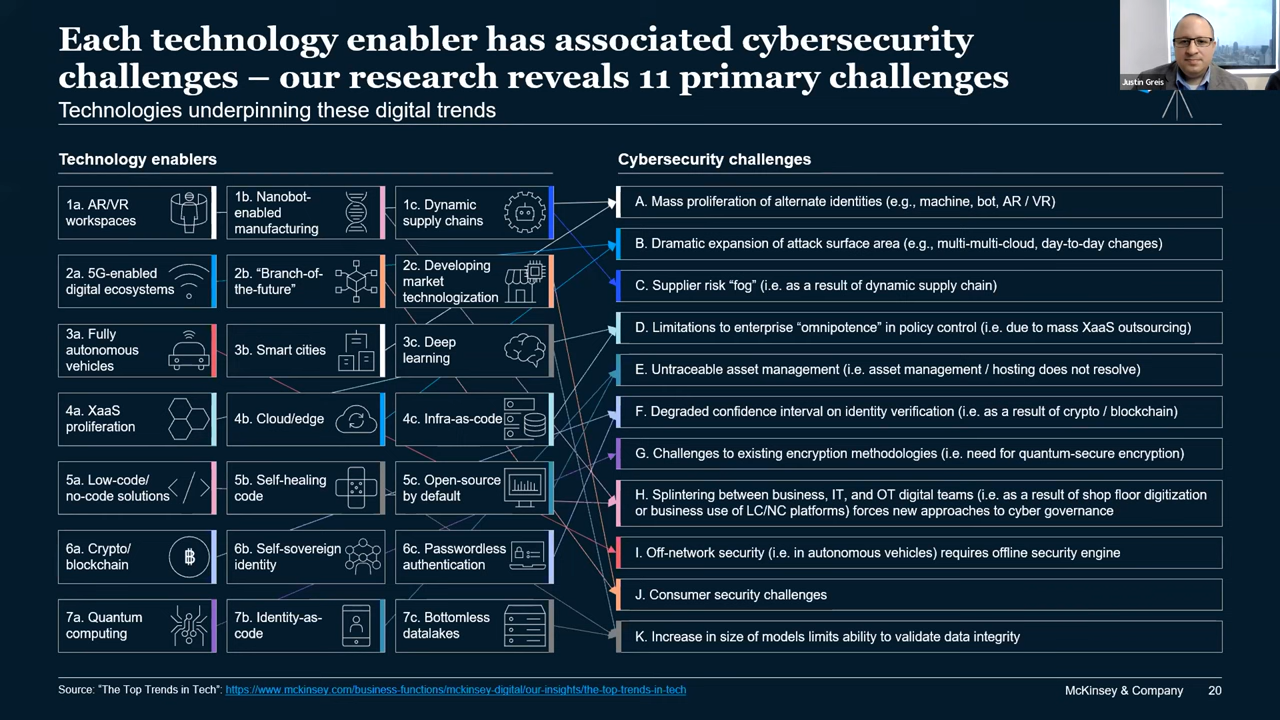 Each technology enabler has associated cybersecurity
challenges – our research reveals 11 primary challenges
Technologies underpinning these digital trends
Justin Greis
Technology enablers
Cybersecurity challenges
1a. AR/VR
workspaces
1b. Nanobot-
enabled
manufacturing
1c. Dynamic
supply chains
2a. 5G-enabled
digital ecosystems
2b. “Branch-of-
the-future”
2c. Developing
market
technologization
3a. Fully
autonomous
vehicles
3b. Smart cities
3c. Deep
learning
4a. XaaS
proliferation
4b. Cloud/edge
4c. Infra-as-code
5a. Low-code/
no-code solutions
5b. Self-healing
code
5c. Open-source
by default
6a. Crypto/
blockchain
6b. Self-sovereign
identity
6c. Passwordless
authentication
7a. Quantum
computing
7b. Identity-as-
code
7c. Bottomless
datalakes
A. Mass proliferation of alternate identities (e.g., machine, bot, AR / VR)
B. Dramatic expansion of attack surface area (e.g., multi-multi-cloud, day-to-day changes)
C. Supplier risk “fog” (i.e. as a result of dynamic supply chain)
D. Limitations to enterprise “omnipotence” in policy control (i.e. due to mass XaaS outsourcing)
E. Untraceable asset management (i.e. asset management / hosting does not resolve)
F. Degraded confidence interval on identity verification (i.e. as a result of crypto / blockchain)
G. Challenges to existing encryption methodologies (i.e. need for quantum-secure encryption)
H. Splintering between business, IT, and OT digital teams (i.e. as a result of shop floor digitization
or business use of LC/NC platforms) forces new approaches to cyber governance
I. Off-network security (i.e. in autonomous vehicles) requires offline security engine
J. Consumer security challenges
K. Increase in size of models limits ability to validate data integrity
Source: “The Top Trends in Tech”: https://www.mckinsey.com/business-functions/mckinsey-digital/our-insights/the-top-trends-in-tech
McKinsey & Company 20